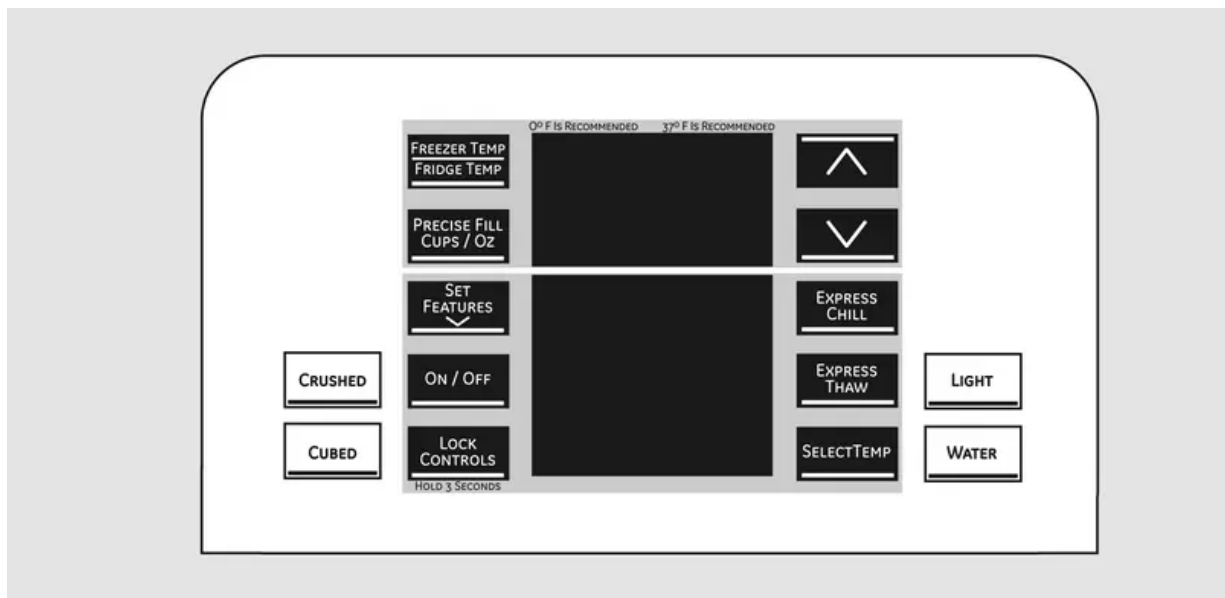 0° F Is Recommended
37° F Is Recommended
Freezer Temp
Fridge Temp
Precise Fill
Cups / Oz
Set
Features
On / Off
Lock
Controls
Hold 3 Seconds
Express
Chill
Express
Thaw
SelectTemp
Crushed
Cubed
Light
Water